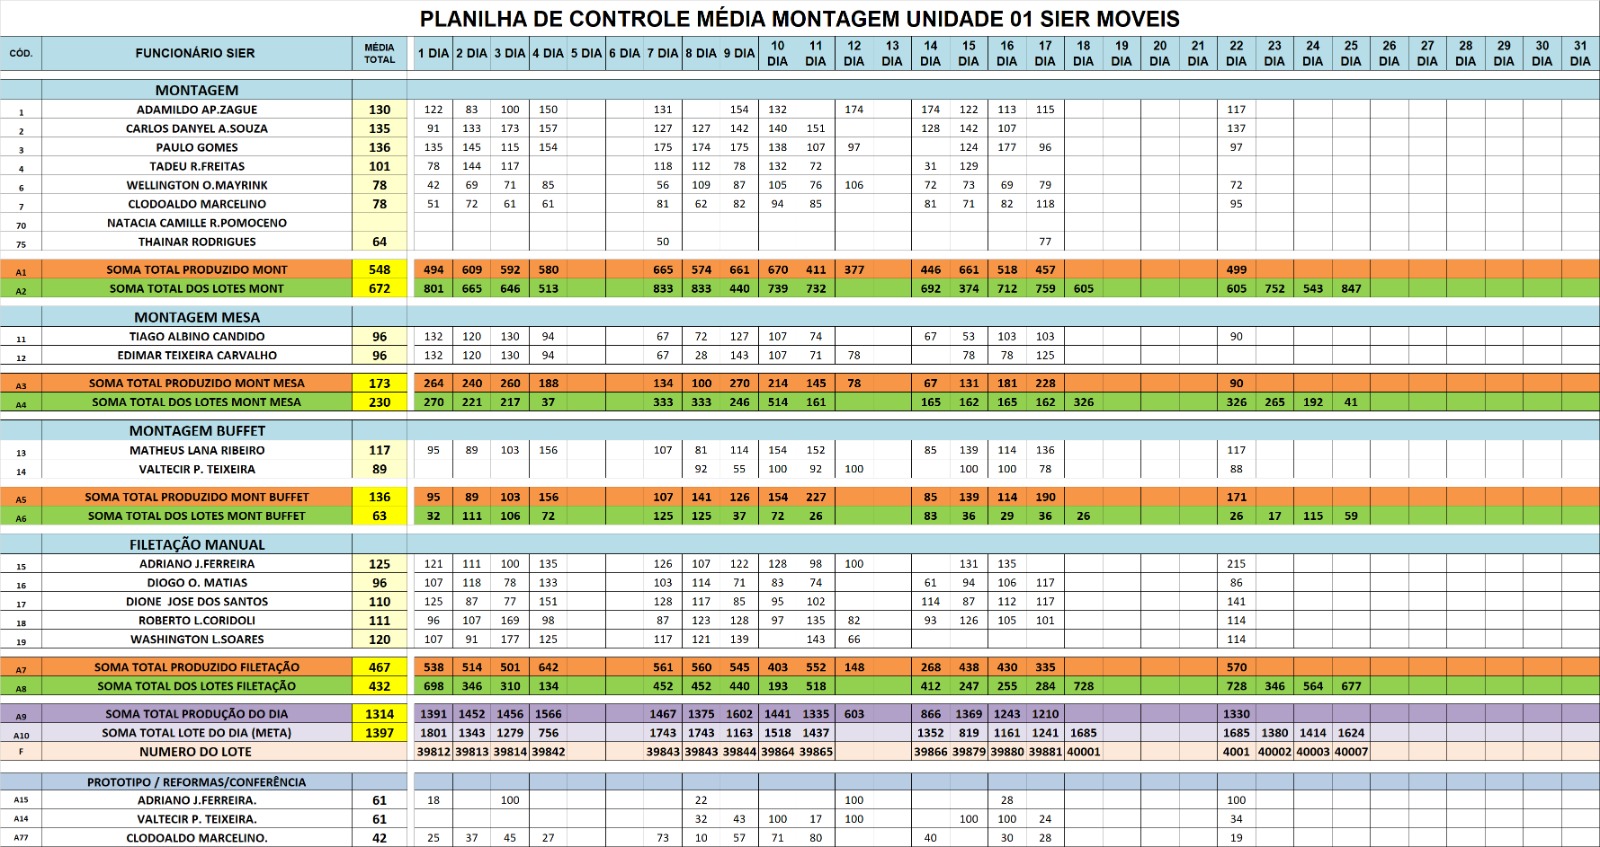 PLANILHA DE CONTROLE MÉDIA MONTAGEM UNIDADE 01 SIER MOVEIS
CÓD. FUNCIONÁRIO SIER MÉDIA TOTAL 1 DIA 2 DIA 3 DIA 4 DIA 5 DIA 6 DIA 7 DIA 8 DIA 9 DIA 10 DIA 11 DIA 12 DIA 13 DIA 14 DIA 15 DIA 16 DIA 17 DIA 18 DIA 19 DIA 20 DIA 21 DIA 22 DIA 23 DIA 24 DIA 25 DIA 26 DIA 27 DIA 28 DIA 29 DIA 30 DIA 31 DIA
MONTAGEM
1 ADAMILDO AP.ZAGUE 130 122 83 100 150 131 154 132 174 174 122 113 115 117
2 CARLOS DANYEL A.SOUZA 135 91 133 173 157 127 127 142 140 151 128 142 107 137
3 PAULO GOMES 136 135 145 115 154 175 174 175 138 107 97 124 177 96 97
4 TADEU R.FREITAS 101 78 144 117 118 112 78 132 72 31 129
6 WELLINGTON O.MAYRINK 78 42 69 71 85 56 109 87 105 76 106 72 73 69 79 72
7 CLODOALDO MARCELINO 78 51 72 61 61 81 62 82 94 85 81 71 82 118 95
70 NATACIA CAMILLE R.POMOCENO
75 THAINAR RODRIGUES 64 50 77
A1 SOMA TOTAL PRODUZIDO MONT 548 494 609 592 580 665 574 661 670 411 377 446 661 518 457 499
A2 SOMA TOTAL DOS LOTES MONT 672 801 665 646 513 833 833 440 739 732 692 374 712 759 605 605 752 543 847
MONTAGEM MESA
11 TIAGO ALBINO CANDIDO 96 132 120 130 94 67 72 127 107 74 67 53 103 103 90
12 EDIMAR TEIXEIRA CARVALHO 96 132 120 130 94 67 28 143 107 71 78 78 78 125
A3 SOMA TOTAL PRODUZIDO MONT MESA 173 264 240 260 188 134 100 270 214 145 78 67 131 181 228 90
A4 SOMA TOTAL DOS LOTES MONT MESA 230 270 221 217 37 333 333 246 514 161 165 162 165 162 326 326 265 192 41
MONTAGEM BUFFET
13 MATHEUS LANA RIBEIRO 117 95 89 103 156 107 81 114 154 152 85 139 114 136 117
14 VALTECIR P. TEIXEIRA 89 92 55 100 92 100 100 100 78 88
A5 SOMA TOTAL PRODUZIDO MONT BUFFET 136 95 89 103 156 107 141 126 154 227 85 139 114 190 171
A6 SOMA TOTAL DOS LOTES MONT BUFFET 63 32 111 106 72 125 125 37 72 26 83 36 29 36 26 26 17 115 59
FILETAÇÃO MANUAL
15 ADRIANO J.FERREIRA 125 121 111 100 135 126 107 122 128 98 100 131 135 215
16 DIOGO O. MATIAS 96 107 118 78 133 103 114 71 83 74 61 94 106 117 86
17 DIONE JOSE DOS SANTOS 110 125 87 77 151 128 117 85 95 102 114 87 112 117 141
18 ROBERTO L.CORIDOLI 111 96 107 169 98 87 123 128 97 135 82 93 126 105 101 114
19 WASHINGTON L.SOARES 120 107 91 177 125 117 121 139 143 66 114
A7 SOMA TOTAL PRODUZIDO FILETAÇÃO 467 538 514 501 642 561 560 545 403 552 148 268 438 430 335 570
A8 SOMA TOTAL DOS LOTES FILETAÇÃO 432 698 346 310 134 452 452 440 193 518 412 247 255 284 728 728 346 564 677
A9 SOMA TOTAL PRODUÇÃO DO DIA 1314 1391 1452 1456 1566 1467 1375 1602 1441 1335 603 866 1369 1243 1210 1330
A10 SOMA TOTAL LOTE DO DIA (META) 1397 1801 1343 1279 756 1743 1743 1163 1518 1437 1352 819 1161 1241 1685 1685 1380 1414 1624
F NUMERO DO LOTE 39812 39813 39814 39842 39843 39843 39844 39864 39865 39866 39879 39880 39881 40001 4001 40002 40003 40007
PROTOTIPO / REFORMAS/CONFERÊNCIA
A15 ADRIANO J.FERREIRA. 61 18 100 22 100 28 100
A14 VALTECIR P. TEIXEIRA. 61 32 43 100 17 100 100 100 24 34
A77 CLODOALDO MARCELINO. 42 25 37 45 27 73 10 57 71 80 40 30 28 19